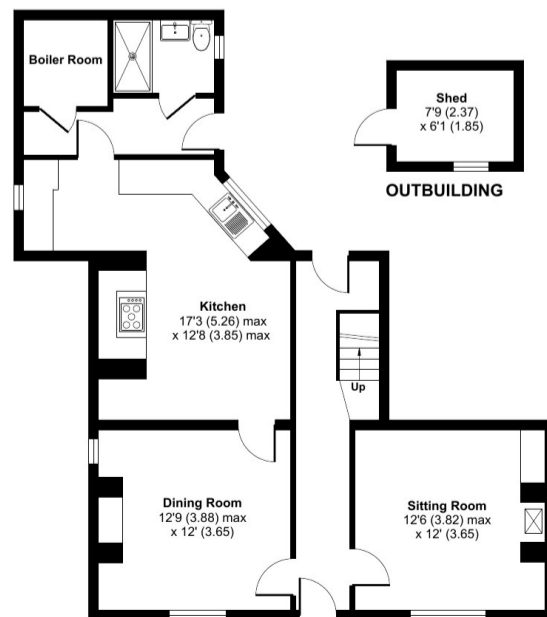 Boiler Room
Shed
7'9 (2.37)
x 6'1 (1.85)
OUTBUILDING
Kitchen
17'3 (5.26) max
x 12'8 (3.85) max
Up
Dining Room
12'9 (3.88) max
x 12' (3.65)
Sitting Room
12'6 (3.82) max
x 12' (3.65)